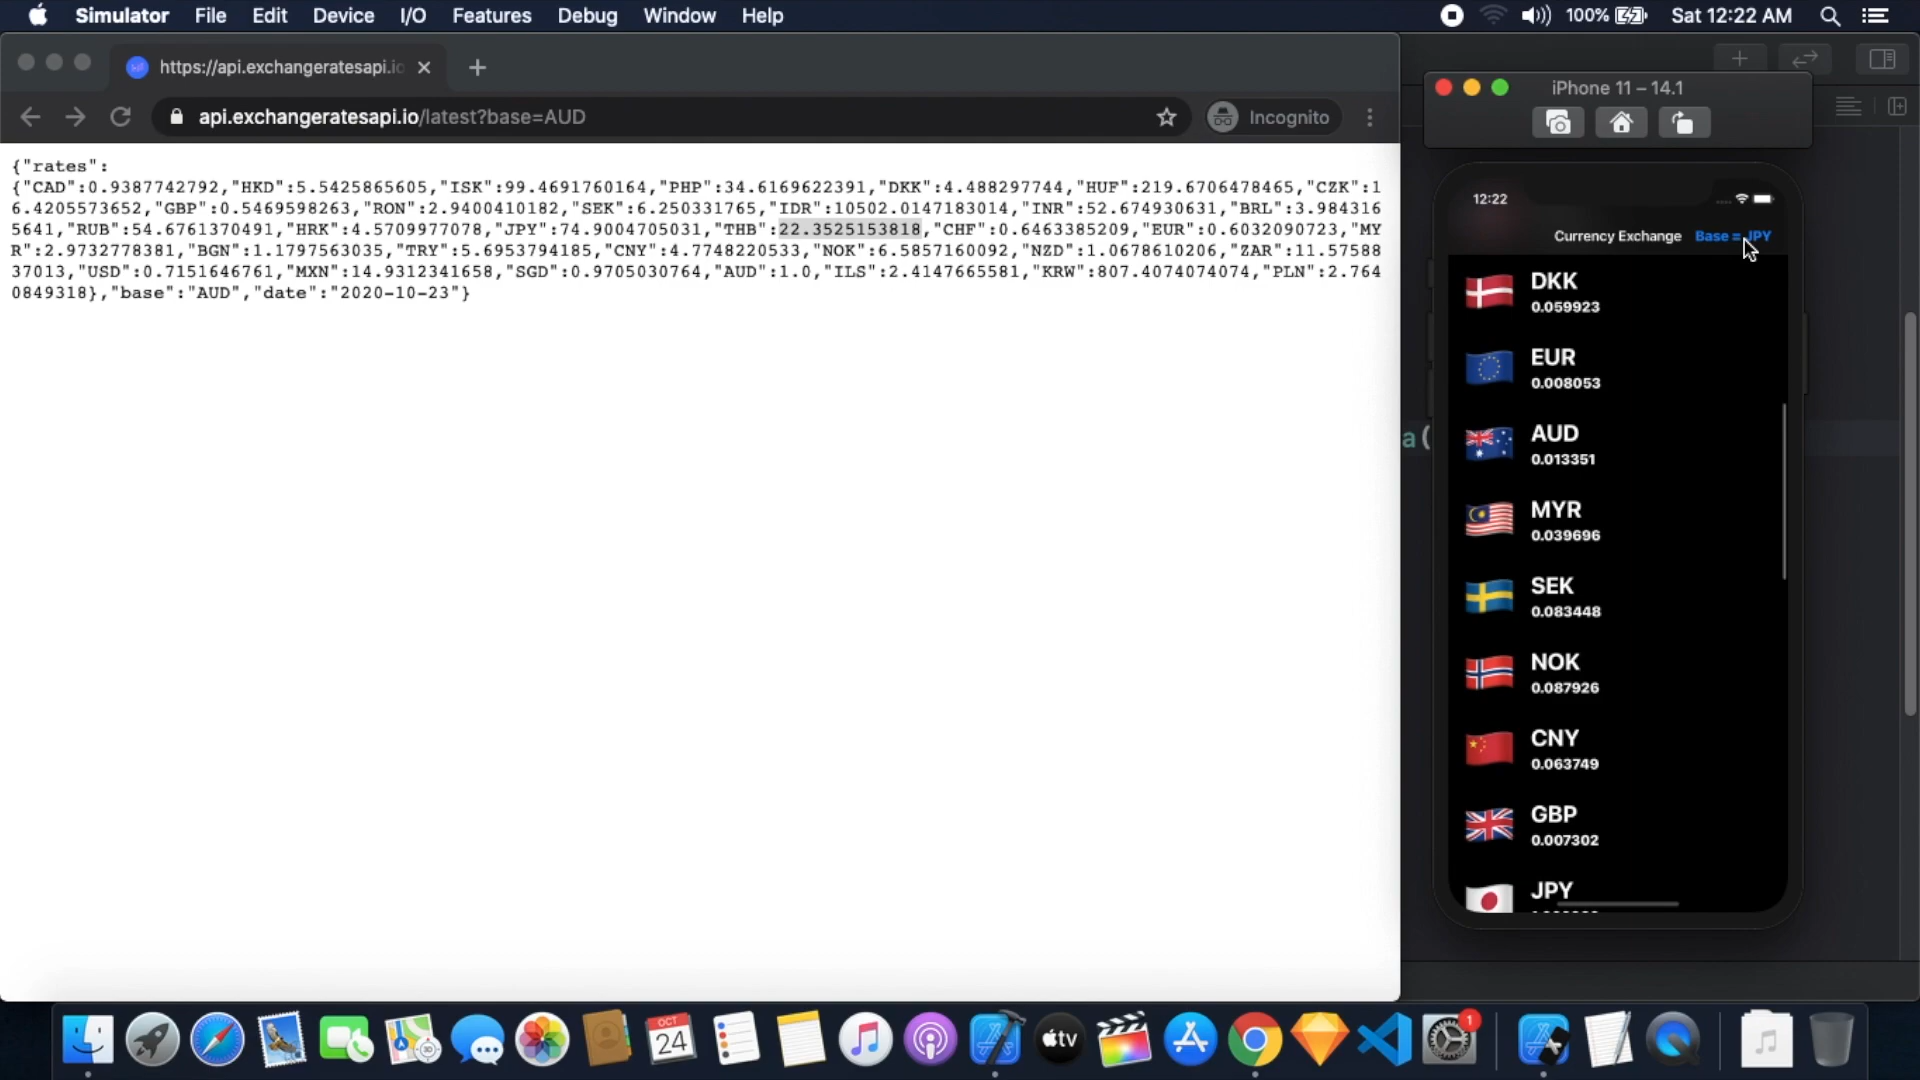 Simulator File Edit Device I/O Features Debug Window Help 100% Sat 12:22 AM
https://api.exchangeratesapi.io
api.exchangeratesapi.io/latest?base=AUD Incognito
{"rates":
{"CAD":0.9387742792,"HKD":5.5425865605,"ISK":99.4691760164,"PHP":34.6169622391,"DKK":4.488297744,"HUF":219.6706478465,"CZK":1
6.4205573652,"GBP":0.5469598263,"RON":2.9400410182,"SEK":6.250331765,"IDR":10502.0147183014,"INR":52.674930631,"BRL":3.984316
5641,"RUB":54.6761370491,"HRK":4.5709977078,"JPY":74.9004705031,"THB":22.3525153818,"CHF":0.6463385209,"EUR":0.6032090723,"MY
R":2.9732778381,"BGN":1.1797563035,"TRY":5.6953794185,"CNY":4.7748220533,"NOK":6.5857160092,"NZD":1.0678610206,"ZAR":11.57588
37013,"USD":0.7151646761,"MXN":14.9312341658,"SGD":0.9705030764,"AUD":1.0,"ILS":2.4147665581,"KRW":807.4074074074,"PLN":2.764
0849318},"base":"AUD","date":"2020-10-23"}
iPhone 11 – 14.1
12:22
Currency Exchange Base = JPY
DKK
0.059923
EUR
0.008053
AUD
0.013351
MYR
0.039696
SEK
0.083448
NOK
0.087926
CNY
0.063749
GBP
0.007302
JPY
a(
OCT
24
tv
1